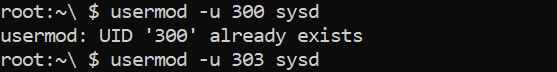 root:~\ $ usermod -u 300 sysd
usermod: UID '300' already exists
root:~\ $ usermod -u 303 sysd